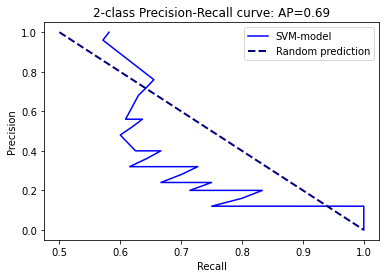 2-class Precision-Recall curve: AP=0.69
SVM-model
Random prediction
1.0
0.8
0.6
0.4
0.2
0.0
Precision
0.5 0.6 0.7 0.8 0.9 1.0
Recall